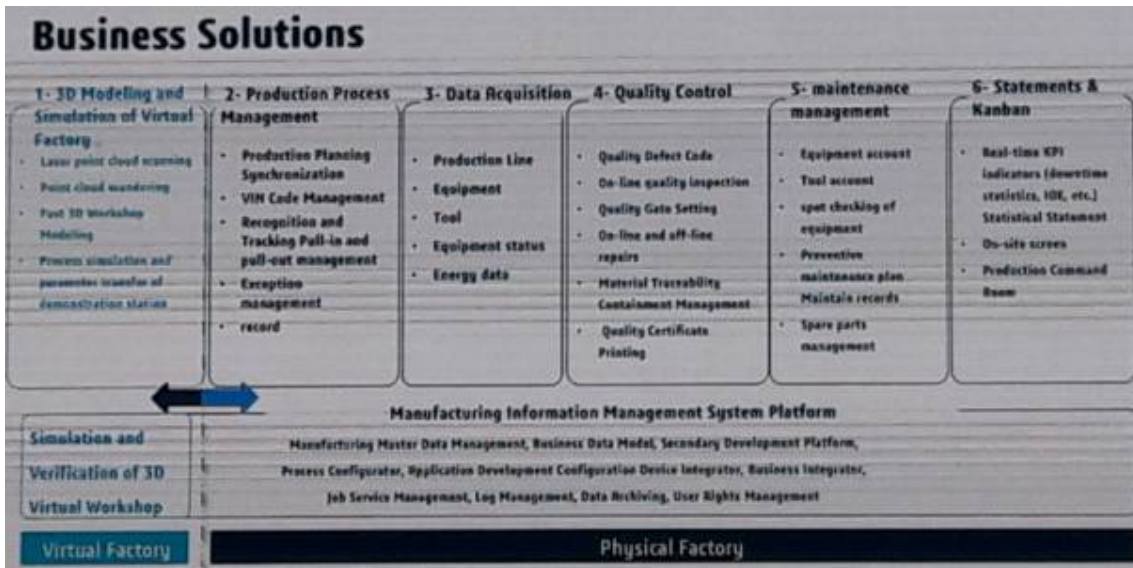 Business Solutions
1- 3D Modeling and
Simulation of Virtual
Factory
• Laser point cloud scanning
• Point cloud wandering
• Fast 3D Workshop
Modeling
• Process simulation and
parameter transfer of
demonstration station
2- Production Process
Management
• Production Planning
Synchronization
• VIN Code Management
• Recognition and
Tracking Pull-in and
pull-out management
• Exception
management
• record
3- Data Acquisition
• Production Line
• Equipment
• Tool
• Equipment status
• Energy data
4- Quality Control
• Quality Defect Code
• On-line quality inspection
• Quality Gate Setting
• On-line and off-line
repairs
• Material Traceability
Containment Management
• Quality Certificate
Printing
5- maintenance
management
• Equipment account
• Tool account
• spot checking of
equipment
• Preventive
maintenance plan
Maintain records
• Spare parts
management
6- Statements &
Kanban
• Real-time KPI
indicators (downtime
statistics, etc.)
Statistical Statement
• On-site screen
• Production Command
Room
Simulation and
Verification of 3D
Virtual Workshop
Manufacturing Information Management System Platform
Manufacturing Master Data Management, Business Data Model, Secondary Development Platform,
Process Configurator, Application Development Configuration Device Integrator, Business Integrator,
Job Service Management, Log Management, Data Archiving, User Rights Management
Virtual Factory
Physical Factory